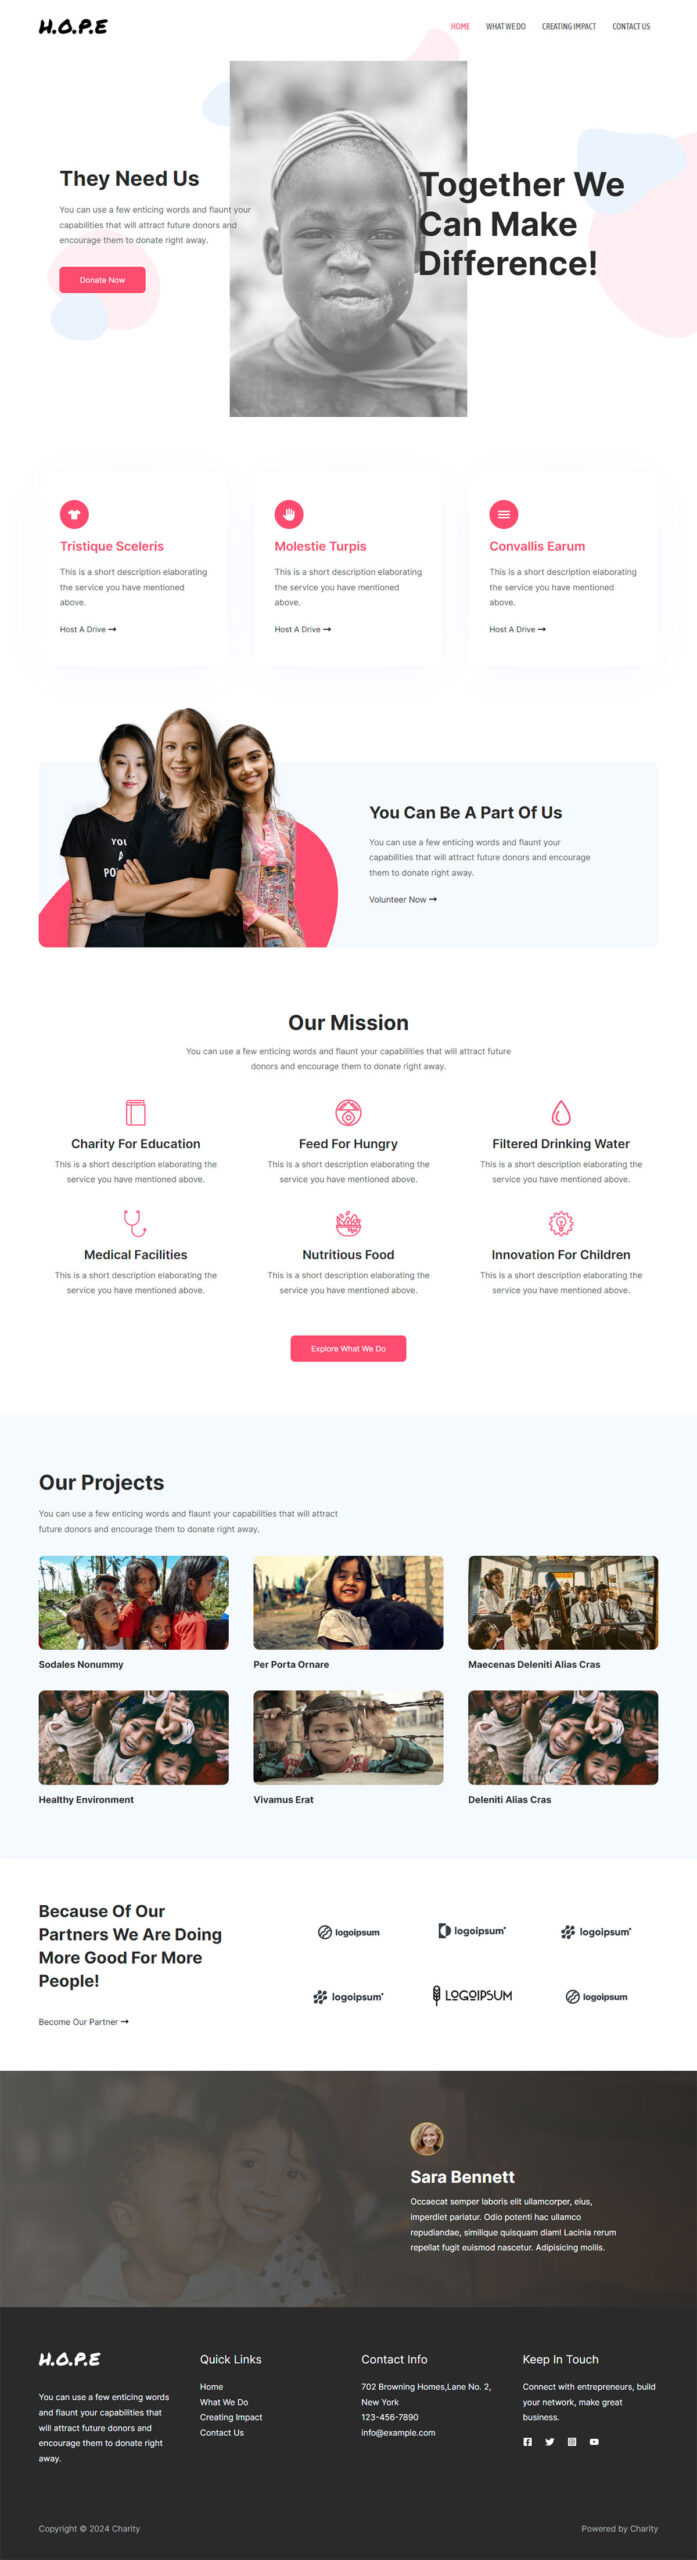 H.O.P.E
HOME WHAT WE DO CREATING IMPACT CONTACT US
They Need Us
You can use a few enticing words and flaunt your
capabilities that will attract future donors and
encourage them to donate right away.
Donate Now
Together We
Can Make
Difference!
Tristique Sceleris
This is a short description elaborating
the service you have mentioned
above.
Host A Drive →
Molestie Turpis
This is a short description elaborating
the service you have mentioned
above.
Host A Drive →
Convallis Earum
This is a short description elaborating
the service you have mentioned
above.
Host A Drive →
You Can Be A Part Of Us
You can use a few enticing words and flaunt your
capabilities that will attract future donors and encourage
them to donate right away.
Volunteer Now →
Our Mission
You can use a few enticing words and flaunt your capabilities that will attract future
donors and encourage them to donate right away.
Charity For Education
This is a short description elaborating the
service you have mentioned above.
Feed For Hungry
This is a short description elaborating the
service you have mentioned above.
Filtered Drinking Water
This is a short description elaborating the
service you have mentioned above.
Medical Facilities
This is a short description elaborating the
service you have mentioned above.
Nutritious Food
This is a short description elaborating the
service you have mentioned above.
Innovation For Children
This is a short description elaborating the
service you have mentioned above.
Explore What We Do
Our Projects
You can use a few enticing words and flaunt your capabilities that will attract
future donors and encourage them to donate right away.
Sodales Nonummy
Per Porta Ornare
Maecenas Deleniti Alias Cras
Healthy Environment
Vivamus Erat
Deleniti Alias Cras
Because Of Our
Partners We Are Doing
More Good For More
People!
Become Our Partner →
logoipsum
logoipsum
logoipsum
logoipsum
LOGOIPSUM
logoipsum
Sara Bennett
Occaecat semper laboris elit ullamcorper, eius,
imperdiet pariatur. Odio potenti hac ullamco
repudiandae, similique quisquam diam! Lacinia rerum
repellat fugit euismod nascetur. Adipisicing mollis.
H.O.P.E
You can use a few enticing words
and flaunt your capabilities that
will attract future donors and
encourage them to donate right
away.
Quick Links
Home
What We Do
Creating Impact
Contact Us
Contact Info
702 Browning Homes,Lane No. 2,
New York
123-456-7890
info@example.com
Keep In Touch
Connect with entrepreneurs, build
your network, make great
business.
Copyright © 2024 Charity
Powered by Charity